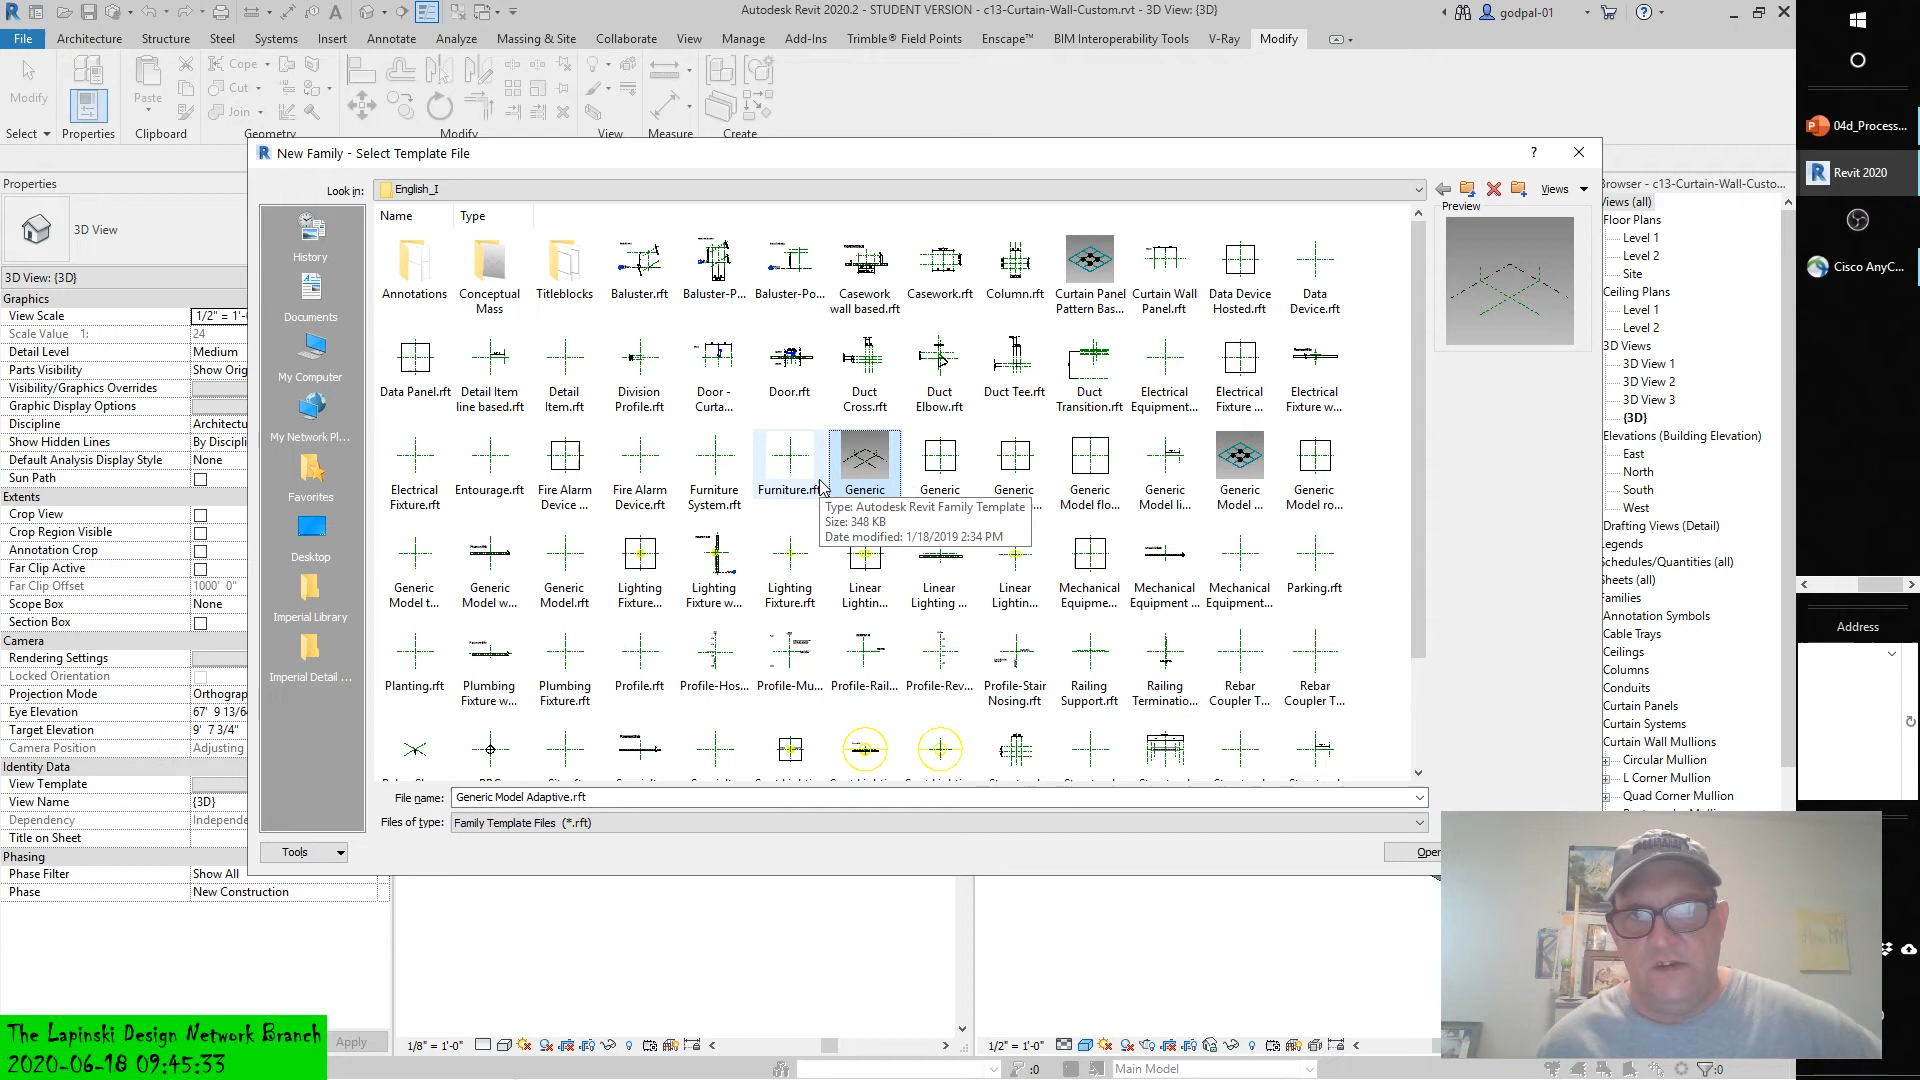 Autodesk Revit 2020.2 - STUDENT VERSION - c13-Curtain-Wall-Custom.rvt - 3D View: {3D}
godpal-01
File Architecture Structure Steel Systems Insert Annotate Analyze Massing & Site Collaborate View Manage Add-Ins Trimble® Field Points Enscape™ BIM Interoperability Tools V-Ray Modify
Modify
Paste
Cope
Cut
Join
Select Properties Clipboard Geometry Modify View Measure Create
New Family - Select Template File
Properties
3D View
3D View: {3D}
Graphics
View Scale 1/2" = 1'-
Scale Value 1: 24
Detail Level Medium
Parts Visibility Show Orig
Visibility/Graphics Overrides
Graphic Display Options
Discipline Architectu
Show Hidden Lines By Discipli
Default Analysis Display Style None
Sun Path
Extents
Crop View
Crop Region Visible
Annotation Crop
Far Clip Active
Far Clip Offset 1000' 0"
Scope Box None
Section Box
Camera
Rendering Settings
Locked Orientation
Projection Mode Orthograp
Eye Elevation 67' 9 13/64
Target Elevation 9' 7 3/4"
Camera Position Adjusting
Identity Data
View Template
View Name {3D}
Dependency Independe
Title on Sheet
Phasing
Phase Filter Show All
Phase New Construction
Apply
Look in: English_I
Views
Preview
History
Documents
My Computer
My Network Pl...
Favorites
Desktop
Imperial Library
Imperial Detail ...
Name Type
Annotations
Conceptual Mass
Titleblocks
Baluster.rft
Baluster-P...
Baluster-Po...
Casework wall based.rft
Casework.rft
Column.rft
Curtain Panel Pattern Bas...
Curtain Wall Panel.rft
Data Device Hosted.rft
Data Device.rft
Data Panel.rft
Detail Item line based.rft
Detail Item.rft
Division Profile.rft
Door - Curta...
Door.rft
Duct Cross.rft
Duct Elbow.rft
Duct Tee.rft
Duct Transition.rft
Electrical Equipment...
Electrical Fixture ...
Electrical Fixture w...
Electrical Fixture.rft
Entourage.rft
Fire Alarm Device ...
Fire Alarm Device.rft
Furniture System.rft
Furniture.rft
Generic
Generic
Generic
Generic Model flo...
Generic Model li...
Generic Model ...
Generic Model ro...
Type: Autodesk Revit Family Template
Size: 348 KB
Date modified: 1/18/2019 2:34 PM
Generic Model t...
Generic Model w...
Generic Model.rft
Lighting Fixture...
Lighting Fixture w...
Lighting Fixture.rft
Linear Lightin...
Linear Lighting ...
Linear Lightin...
Mechanical Equipme...
Mechanical Equipment ...
Mechanical Equipment...
Parking.rft
Planting.rft
Plumbing Fixture w...
Plumbing Fixture.rft
Profile.rft
Profile-Hos...
Profile-Mu...
Profile-Rail...
Profile-Rev...
Profile-Stair Nosing.rft
Railing Support.rft
Railing Terminatio...
Rebar Coupler T...
Rebar Coupler T...
File name: Generic Model Adaptive.rft
Files of type: Family Template Files (*.rft)
Tools
Open
Browser - c13-Curtain-Wall-Custo...
Views (all)
Floor Plans
Level 1
Level 2
Site
Ceiling Plans
Level 1
Level 2
3D Views
3D View 1
3D View 2
3D View 3
{3D}
Elevations (Building Elevation)
East
North
South
West
Drafting Views (Detail)
Legends
Schedules/Quantities (all)
Sheets (all)
Families
Annotation Symbols
Cable Trays
Ceilings
Columns
Conduits
Curtain Panels
Curtain Systems
Curtain Wall Mullions
Circular Mullion
L Corner Mullion
Quad Corner Mullion
04d_Process...
Revit 2020
Cisco AnyC...
Address
1/8" = 1'-0"
1/2" = 1'-0"
:0
Main Model
:0
The Lapinski Design Network Branch
2020-06-18 09:45:33